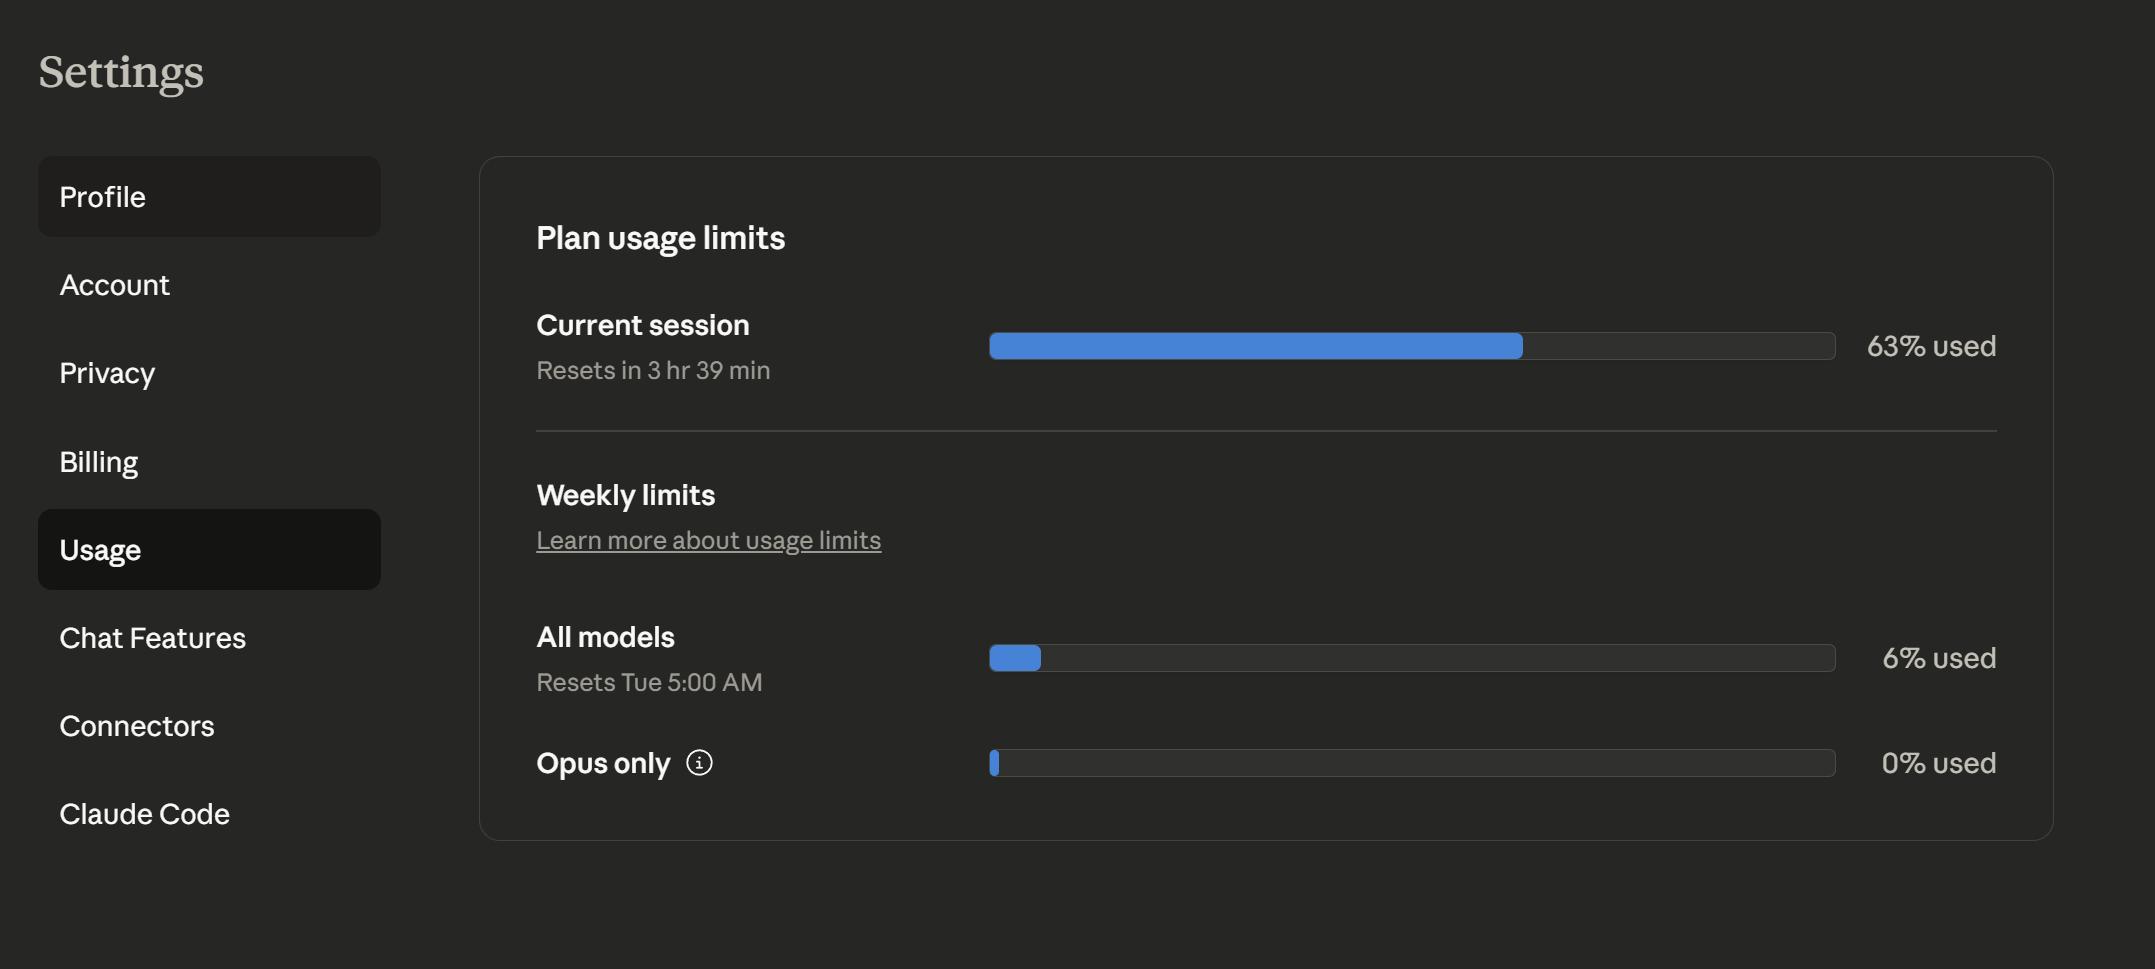 Settings
Profile
Account
Privacy
Billing
Usage
Chat Features
Connectors
Claude Code
Plan usage limits
Current session
Resets in 3 hr 39 min
63% used
Weekly limits
Learn more about usage limits
All models
Resets Tue 5:00 AM
6% used
Opus only
0% used